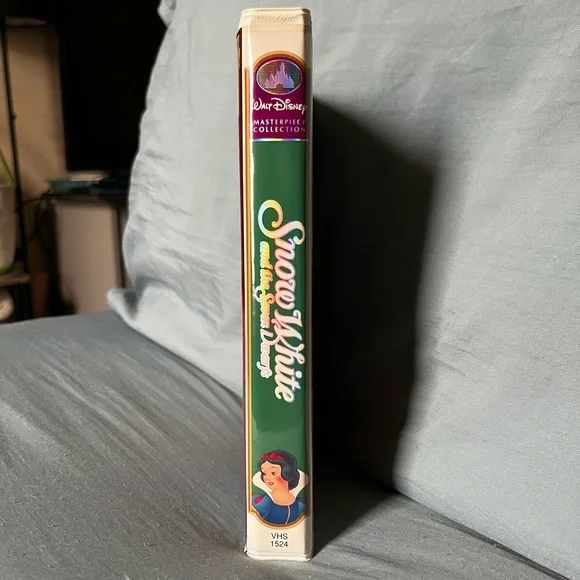 Walt Disney
MASTERPIECE
COLLECTION
Snow White
and the Seven Dwarfs
VHS
1524